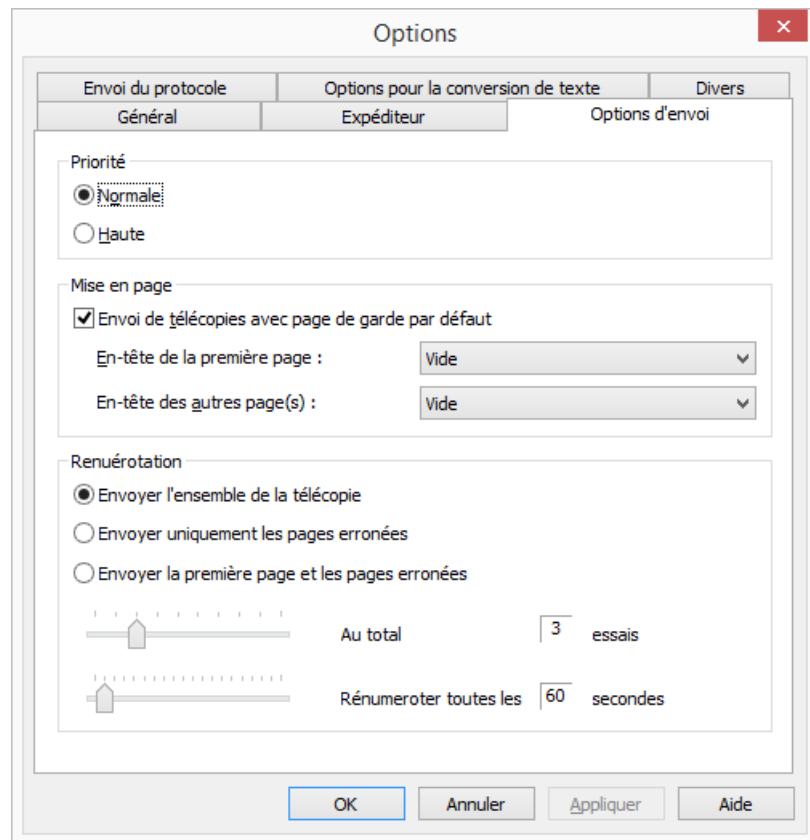 Options
Envoi du protocole Options pour la conversion de texte Divers
Général Expéditeur Options d'envoi
Priorité
Normale
Haute
Mise en page
Envoi de télécopies avec page de garde par défaut
En-tête de la première page : Vide
En-tête des autres page(s) : Vide
Renuérotation
Envoyer l'ensemble de la télécopie
Envoyer uniquement les pages erronées
Envoyer la première page et les pages erronées
Au total 3 essais
Rénumeroter toutes les 60 secondes
OK Annuler Appliquer Aide